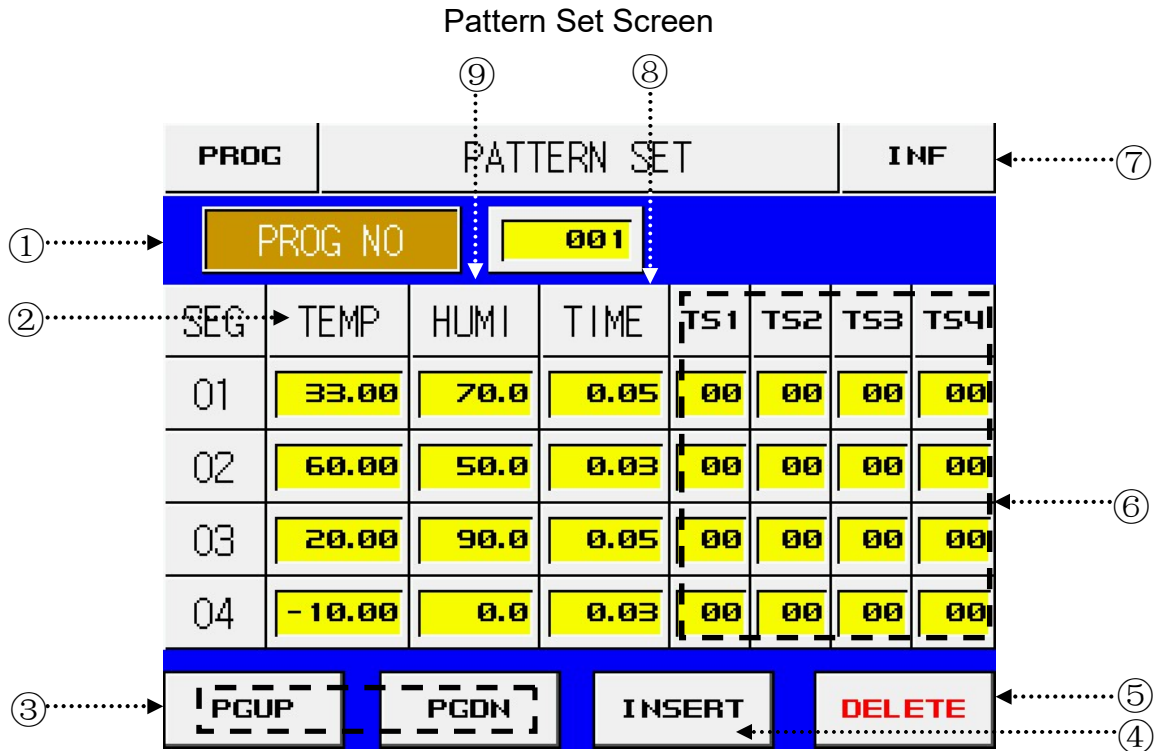 Pattern Set Screen
⑨ ⑧
PROG PATTERN SET INF ⑦
① PROG NO 001
② SEG TEMP HUMI TIME TS1 TS2 TS3 TS4
01 33.00 70.0 0.05 00 00 00 00
02 60.00 50.0 0.03 00 00 00 00
⑥
03 20.00 90.0 0.05 00 00 00 00
04 -10.00 0.0 0.03 00 00 00 00
③ PGUP PGDN INSERT DELETE ⑤
④